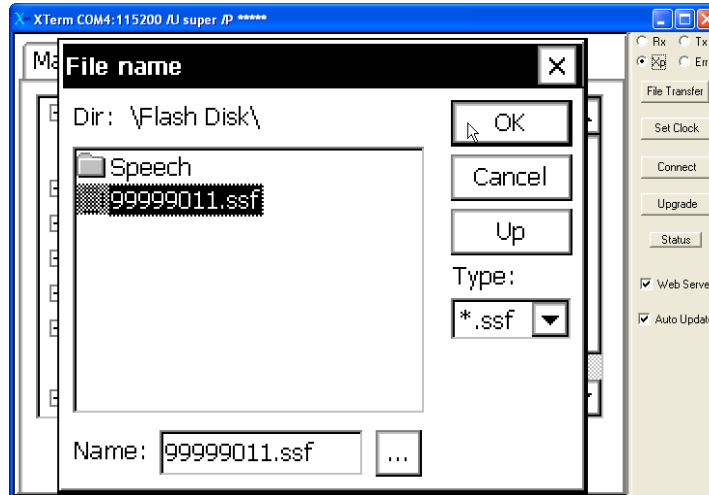 XTerm COM4:115200 /U super /P *****
Ma
File name
Dir: \Flash Disk\
Speech
99999011.ssf
OK
Cancel
Up
Type:
*.ssf
Name: 99999011.ssf ...
Rx Tx
Xp Err
File Transfer
Set Clock
Connect
Upgrade
Status
Web Serve
Auto Updat